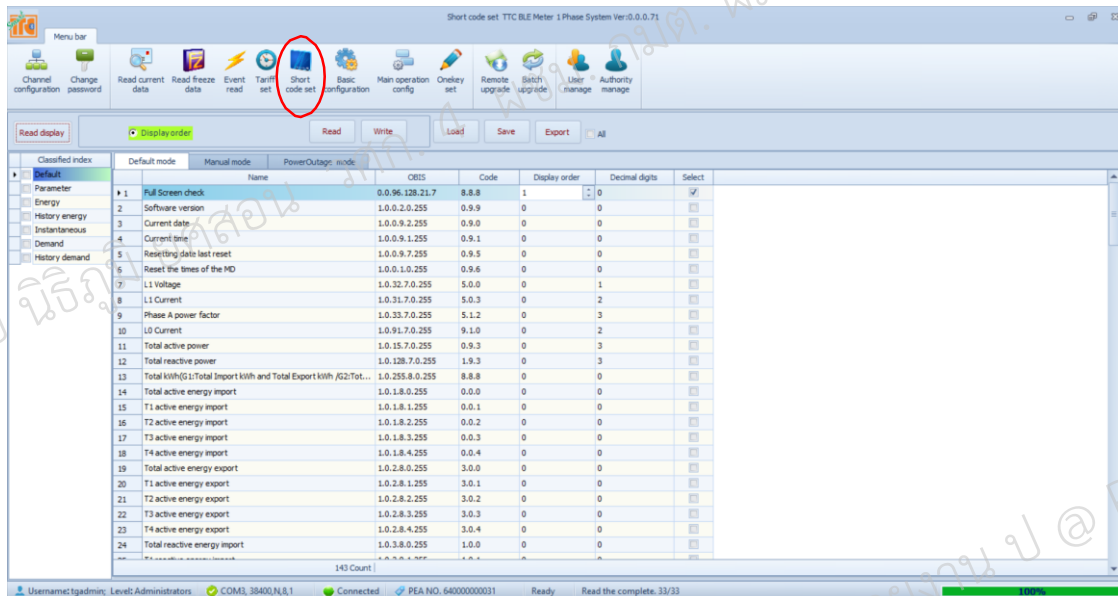 Short code set TTC BLE Meter 1 Phase System Ver:0.0.0.71
TTC
Menu bar
Channel configuration
Change password
Read current data
Read freeze data
Event read
Tariff set
Short code set
Basic configuration
Main operation config
Onekey set
Remote upgrade
Batch upgrade
User manage
Authority manage
Read display
Display order
Read
Write
Load
Save
Export
All
Classified index
Default
Parameter
Energy
History energy
Instantaneous
Demand
History demand
Default mode Manual mode PowerOutage mode
Name OBIS Code Display order Decimal digits Select
1 Full Screen check 0.0.96.128.21.7 8.8.8 1 0
2 Software version 1.0.0.2.0.255 0.9.9 0 0
3 Current date 1.0.0.9.2.255 0.9.0 0 0
4 Current time 1.0.0.9.1.255 0.9.1 0 0
5 Resetting date last reset 1.0.0.9.7.255 0.9.5 0 0
6 Reset the times of the MD 1.0.0.1.0.255 0.9.6 0 0
7 L1 Voltage 1.0.32.7.0.255 5.0.0 0 1
8 L1 Current 1.0.31.7.0.255 5.0.3 0 2
9 Phase A power factor 1.0.33.7.0.255 5.1.2 0 3
10 L0 Current 1.0.91.7.0.255 9.1.0 0 2
11 Total active power 1.0.15.7.0.255 0.9.3 0 3
12 Total reactive power 1.0.128.7.0.255 1.9.3 0 3
13 Total kWh(G1:Total Import kWh and Total Export kWh /G2:Tot... 1.0.255.8.0.255 8.8.8 0 0
14 Total active energy import 1.0.1.8.0.255 0.0.0 0 0
15 T1 active energy import 1.0.1.8.1.255 0.0.1 0 0
16 T2 active energy import 1.0.1.8.2.255 0.0.2 0 0
17 T3 active energy import 1.0.1.8.3.255 0.0.3 0 0
18 T4 active energy import 1.0.1.8.4.255 0.0.4 0 0
19 Total active energy export 1.0.2.8.0.255 3.0.0 0 0
20 T1 active energy export 1.0.2.8.1.255 3.0.1 0 0
21 T2 active energy export 1.0.2.8.2.255 3.0.2 0 0
22 T3 active energy export 1.0.2.8.3.255 3.0.3 0 0
23 T4 active energy export 1.0.2.8.4.255 3.0.4 0 0
24 Total reactive energy import 1.0.3.8.0.255 1.0.0 0 0
143 Count
Username: tgadmin; Level: Administrators COM3, 38400,N,8,1 Connected PEA NO. 640000000031 Ready Read the complete. 33/33 100%